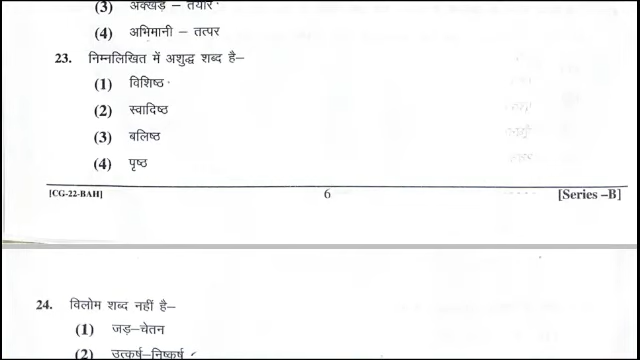 (3) अक्खड़ – तैयार
(4) अभिमानी – तत्पर
23. निम्नलिखित में अशुद्ध शब्द है–
(1) विशिष्ठ
(2) स्वादिष्ठ
(3) बलिष्ठ
(4) पृष्ठ
[CG-22-BAH] 6 [Series –B]
24. विलोम शब्द नहीं है–
(1) जड़–चेतन
(2) उत्कर्ष–निष्कर्ष